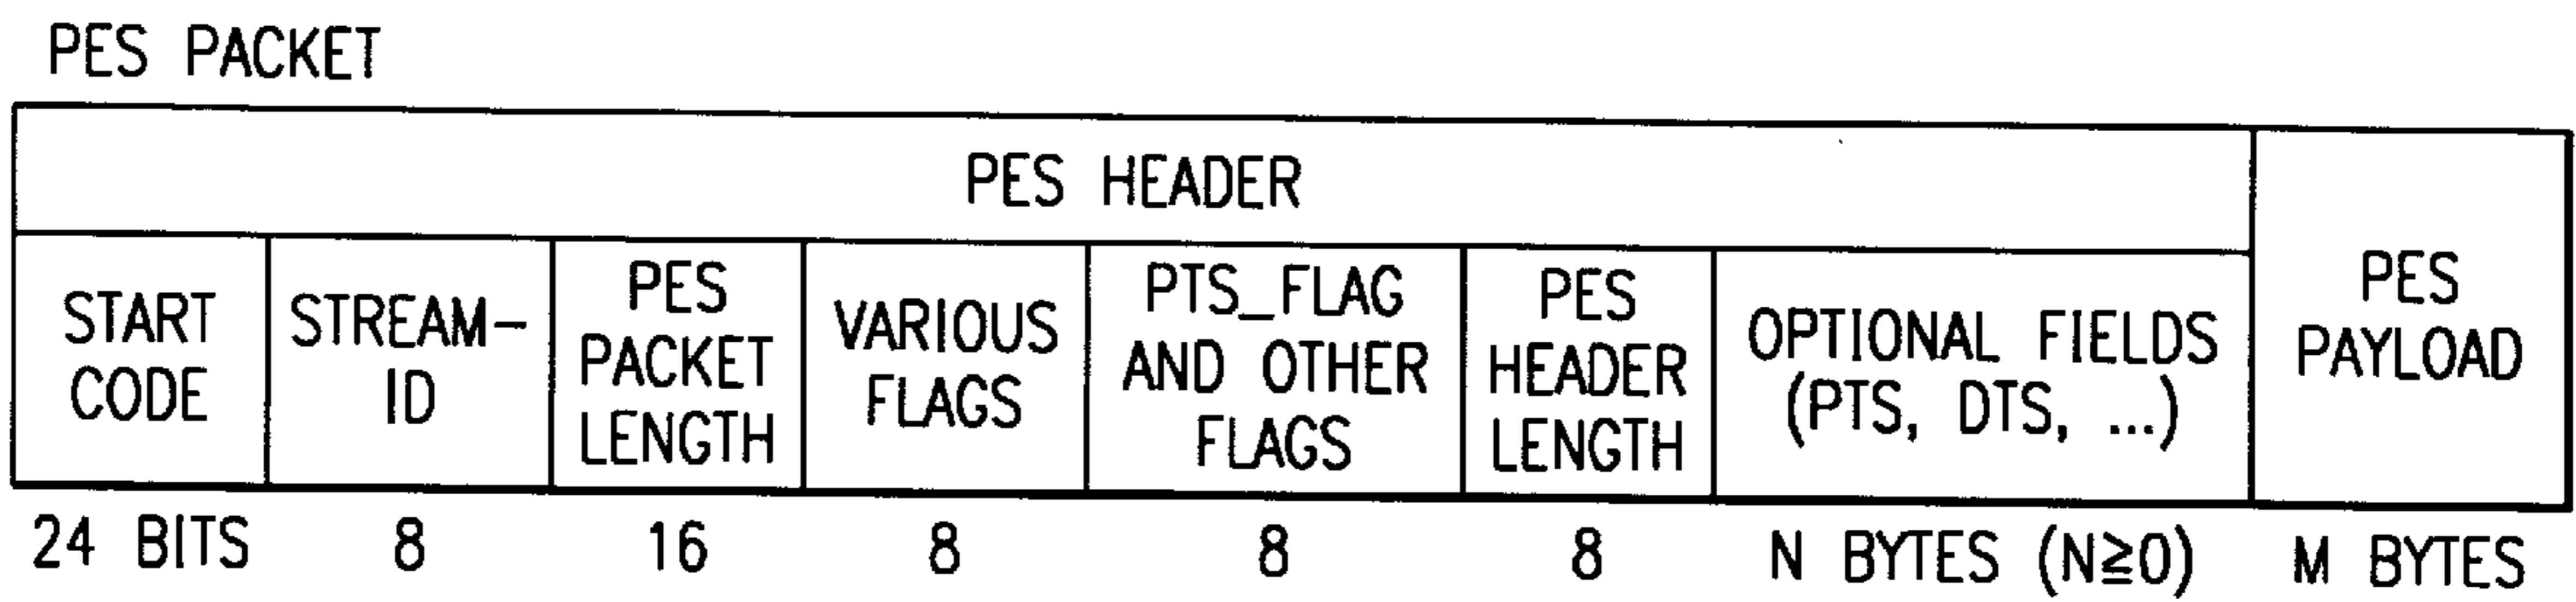 PES PACKET
PES HEADER
START
CODE
STREAM-
ID
PES
PACKET
LENGTH
VARIOUS
FLAGS
PTS_FLAG
AND OTHER
FLAGS
PES
HEADER
LENGTH
OPTIONAL FIELDS
(PTS, DTS, ...)
PES
PAYLOAD
24 BITS 8 16 8 8 8 N BYTES (N≧0) M BYTES